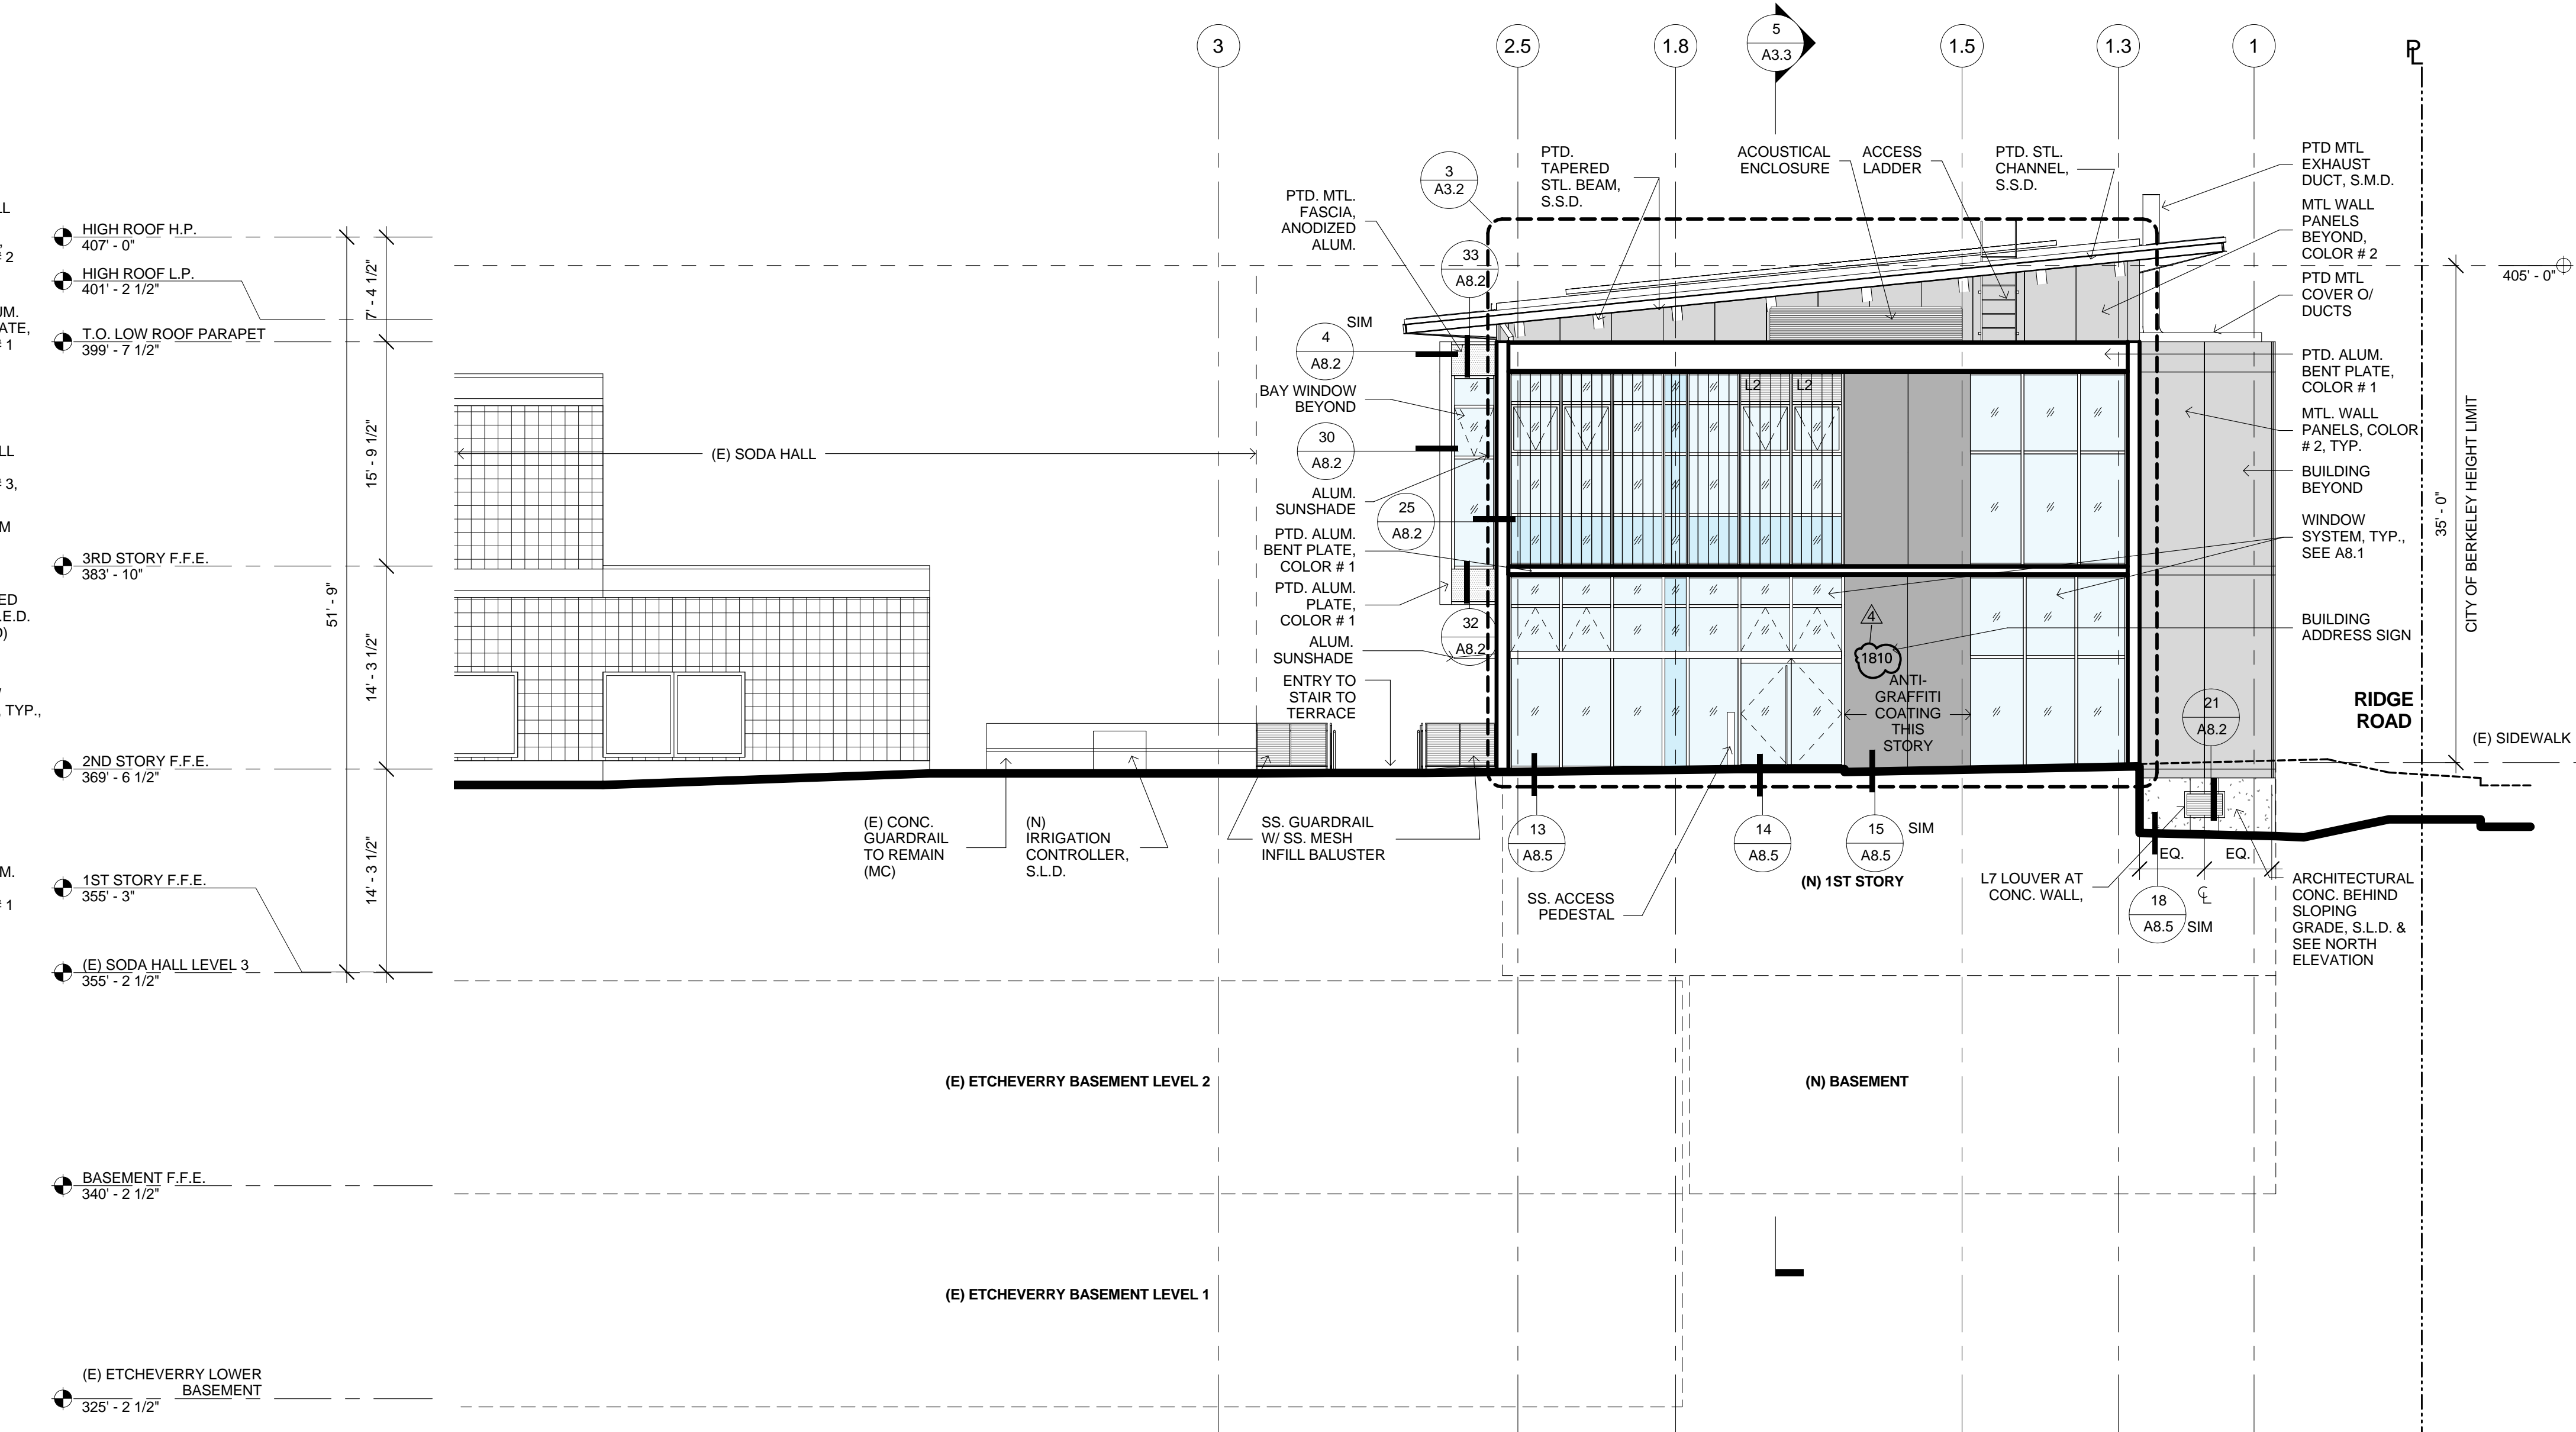 3
2.5
1.8
5
A3.3
1.5
1.3
1
PL
LL
,
# 2
UM.
ATE,
# 1
LL
# 3,
M
ED
.E.D.
O)
, TYP.,
M.
# 1
HIGH ROOF H.P.
407' - 0"
HIGH ROOF L.P.
401' - 2 1/2"
T.O. LOW ROOF PARAPET
399' - 7 1/2"
3RD STORY F.F.E.
383' - 10"
2ND STORY F.F.E.
369' - 6 1/2"
1ST STORY F.F.E.
355' - 3"
(E) SODA HALL LEVEL 3
355' - 2 1/2"
BASEMENT F.F.E.
340' - 2 1/2"
(E) ETCHEVERRY LOWER
BASEMENT
325' - 2 1/2"
51' - 9"
7' - 4 1/2"
15' - 9 1/2"
14' - 3 1/2"
14' - 3 1/2"
(E) SODA HALL
3
A3.2
33
A8.2
SIM
4
A8.2
30
A8.2
25
A8.2
32
A8.2
PTD. MTL.
FASCIA,
ANODIZED
ALUM.
BAY WINDOW
BEYOND
ALUM.
SUNSHADE
PTD. ALUM.
BENT PLATE,
COLOR # 1
PTD. ALUM.
PLATE,
COLOR # 1
ALUM.
SUNSHADE
ENTRY TO
STAIR TO
TERRACE
PTD.
TAPERED
STL. BEAM,
S.S.D.
ACOUSTICAL
ENCLOSURE
ACCESS
LADDER
PTD. STL.
CHANNEL,
S.S.D.
L2
L2
4
1810
ANTI-
GRAFFITI
COATING
THIS
STORY
PTD MTL
EXHAUST
DUCT, S.M.D.
MTL WALL
PANELS
BEYOND,
COLOR # 2
PTD MTL
COVER O/
DUCTS
PTD. ALUM.
BENT PLATE,
COLOR # 1
MTL. WALL
PANELS, COLOR
# 2, TYP.
BUILDING
BEYOND
WINDOW
SYSTEM, TYP.,
SEE A8.1
BUILDING
ADDRESS SIGN
405' - 0"
35' - 0"
CITY OF BERKELEY HEIGHT LIMIT
RIDGE
ROAD
(E) SIDEWALK
21
A8.2
(E) CONC.
GUARDRAIL
TO REMAIN
(MC)
(N)
IRRIGATION
CONTROLLER,
S.L.D.
SS. GUARDRAIL
W/ SS. MESH
INFILL BALUSTER
13
A8.5
14
A8.5
15
A8.5
SIM
(N) 1ST STORY
SS. ACCESS
PEDESTAL
L7 LOUVER AT
CONC. WALL,
EQ.
EQ.
CL
18
A8.5
SIM
ARCHITECTURAL
CONC. BEHIND
SLOPING
GRADE, S.L.D. &
SEE NORTH
ELEVATION
(E) ETCHEVERRY BASEMENT LEVEL 2
(N) BASEMENT
(E) ETCHEVERRY BASEMENT LEVEL 1